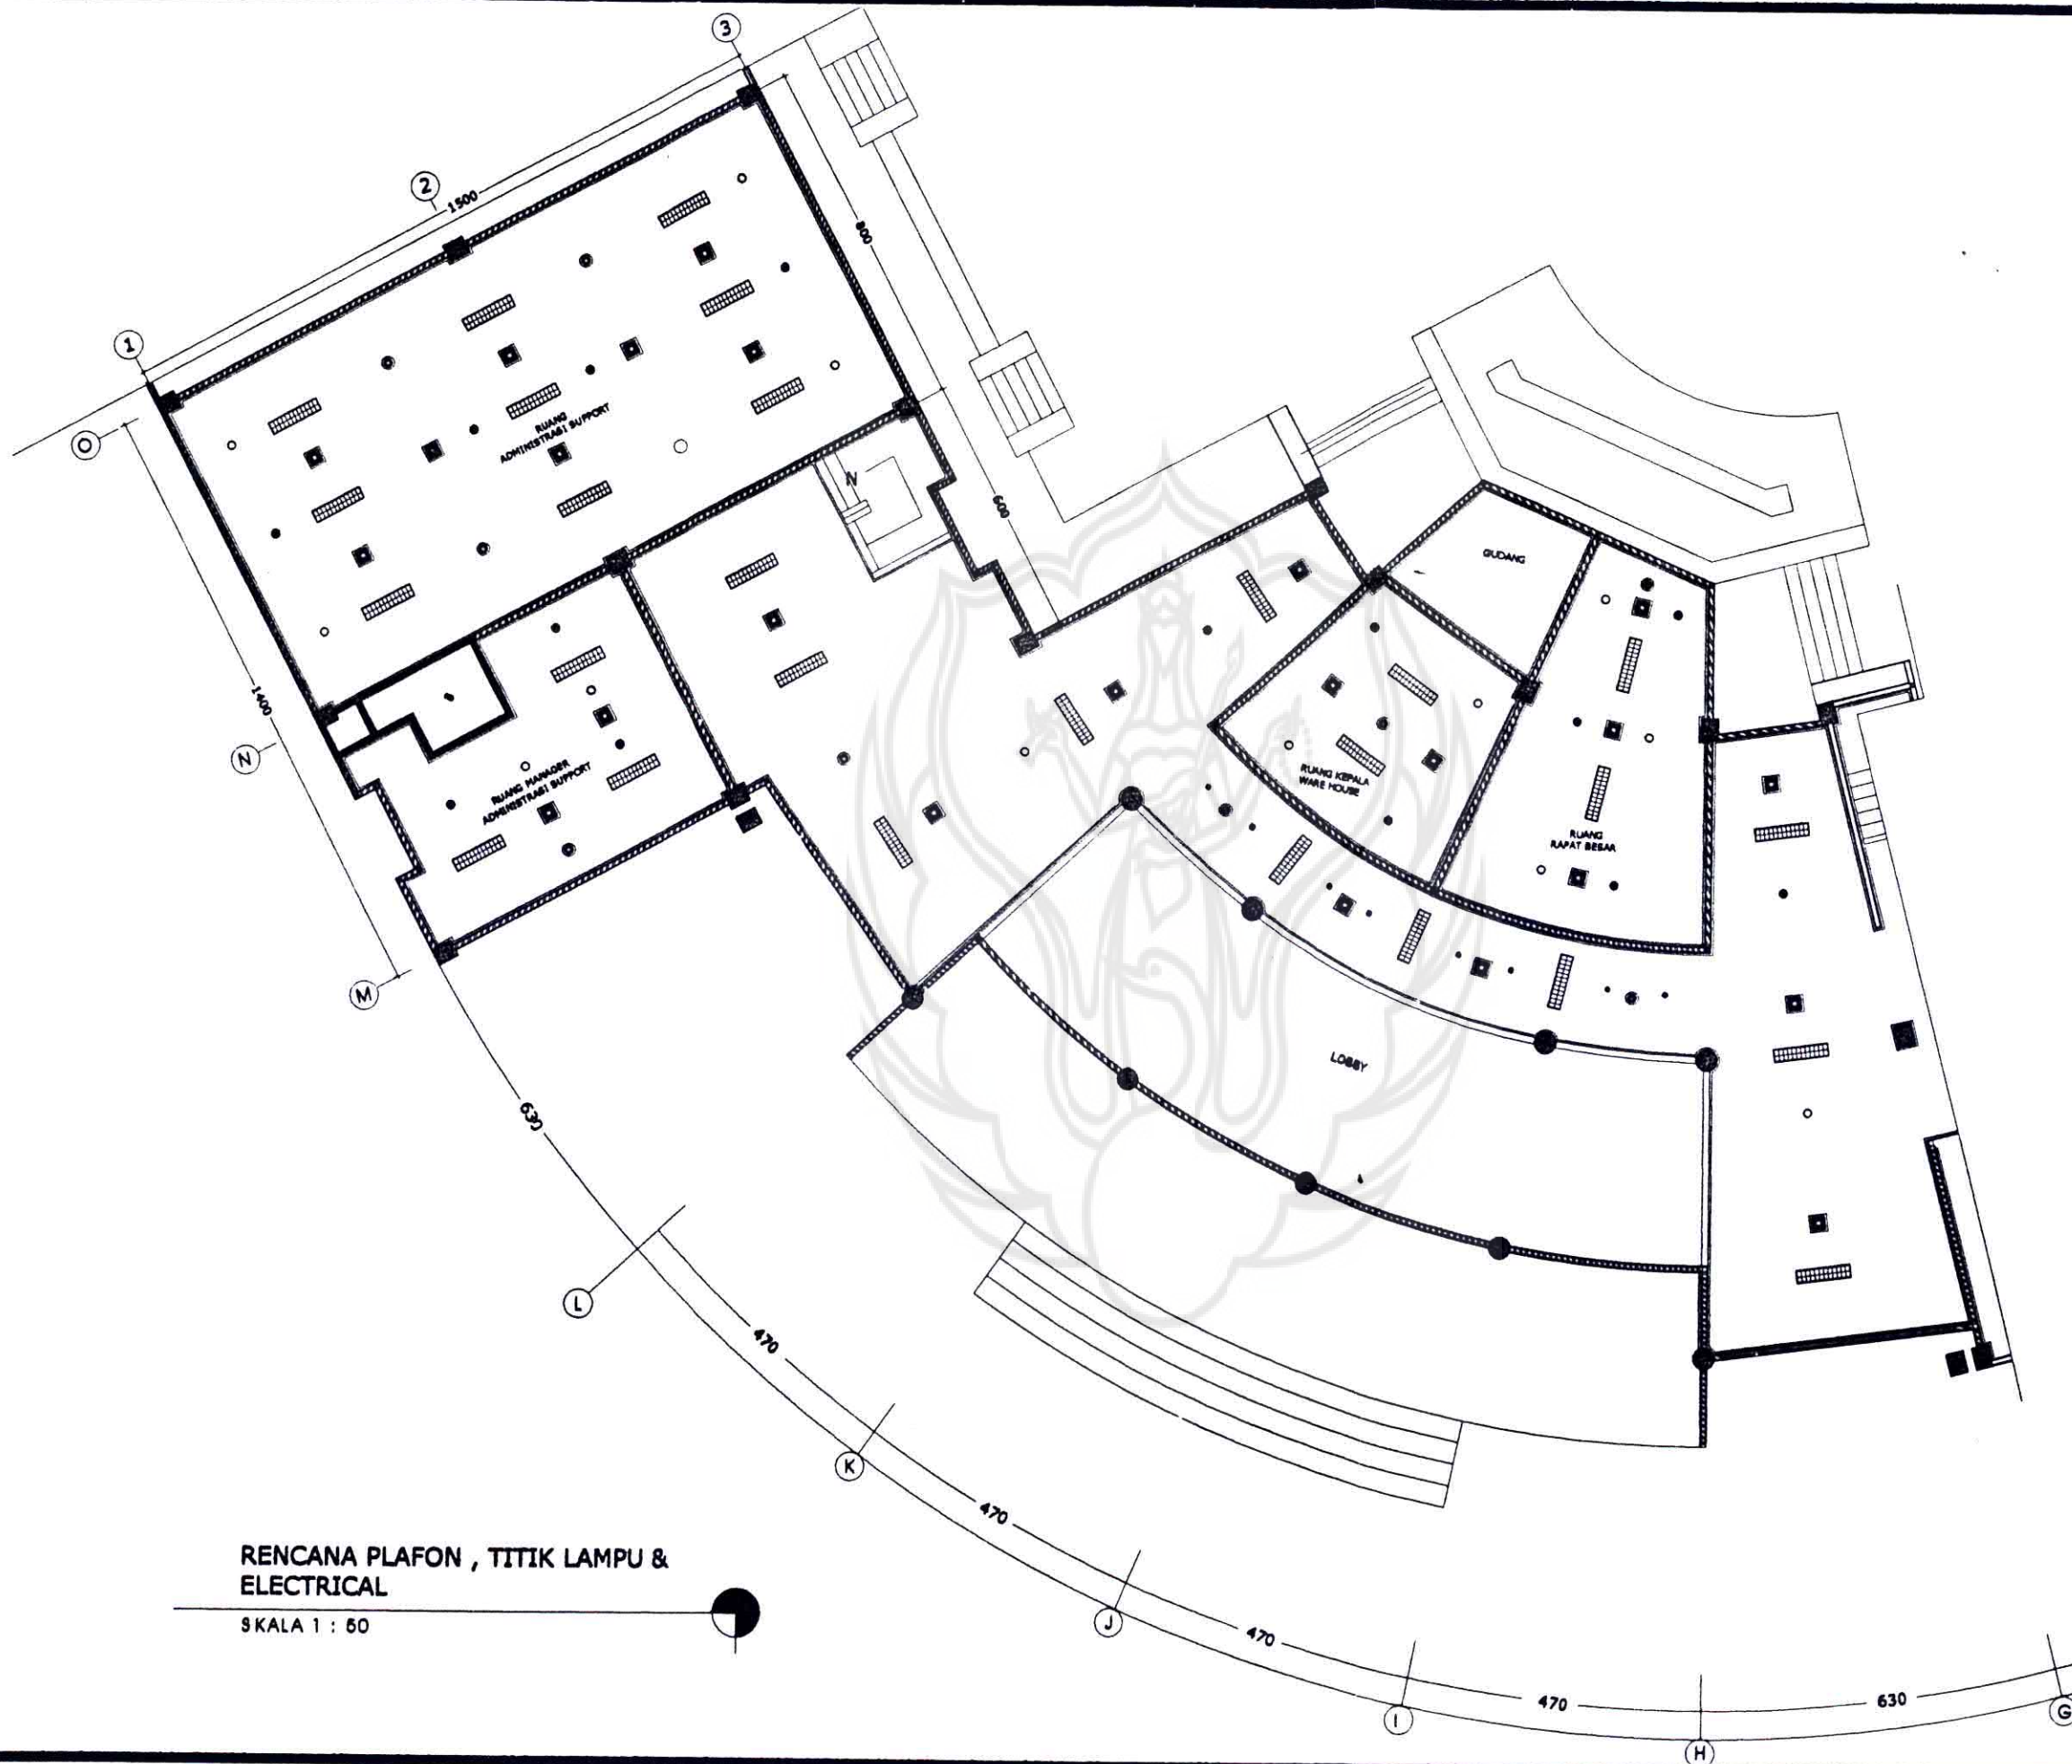 3
2
1500
1
800
O
600
RUANG
ADMINISTRASI SUPPORT
GUDANG
N
1400
N
RUANG MANAGER
ADMINISTRASI SUPPORT
RUANG KEPALA
WARE HOUSE
RUANG
RAPAT BESAR
M
LOBBY
630
L
470
K
470
J
470
I
470
H
630
G
RENCANA PLAFON , TITIK LAMPU &
ELECTRICAL
SKALA 1 : 50